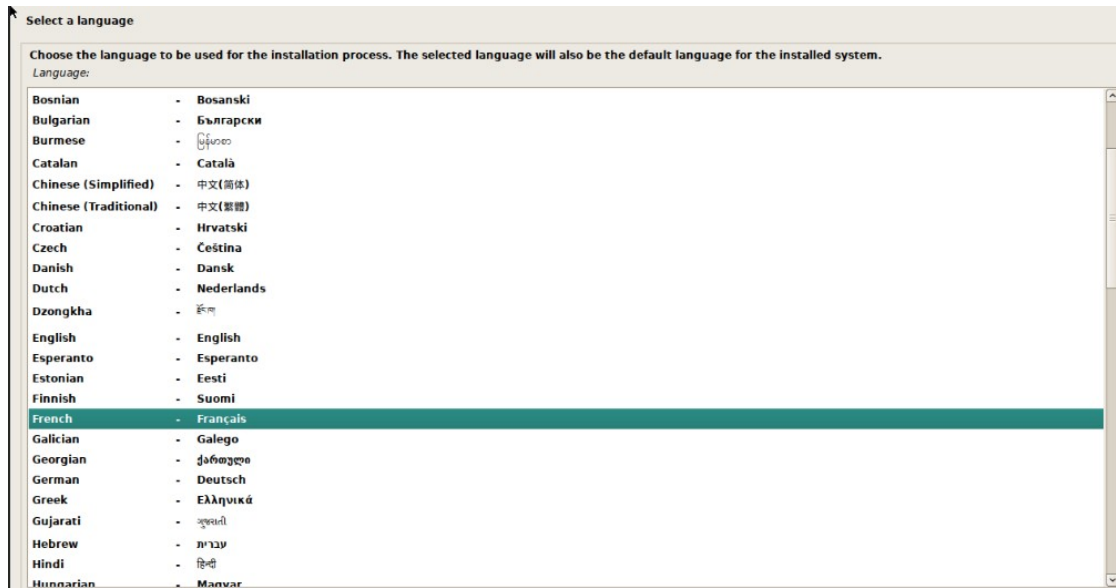 Select a language
Choose the language to be used for the installation process. The selected language will also be the default language for the installed system.
Language:
Bosnian - Bosanski
Bulgarian - Български
Burmese - မြန်မာစာ
Catalan - Català
Chinese (Simplified) - 中文(简体)
Chinese (Traditional) - 中文(繁體)
Croatian - Hrvatski
Czech - Čeština
Danish - Dansk
Dutch - Nederlands
Dzongkha - རྫོང་ཁ།
English - English
Esperanto - Esperanto
Estonian - Eesti
Finnish - Suomi
French - Français
Galician - Galego
Georgian - ქართული
German - Deutsch
Greek - Ελληνικά
Gujarati - ગુજરાતી
Hebrew - עברית
Hindi - हिन्दी
Hungarian - Magyar